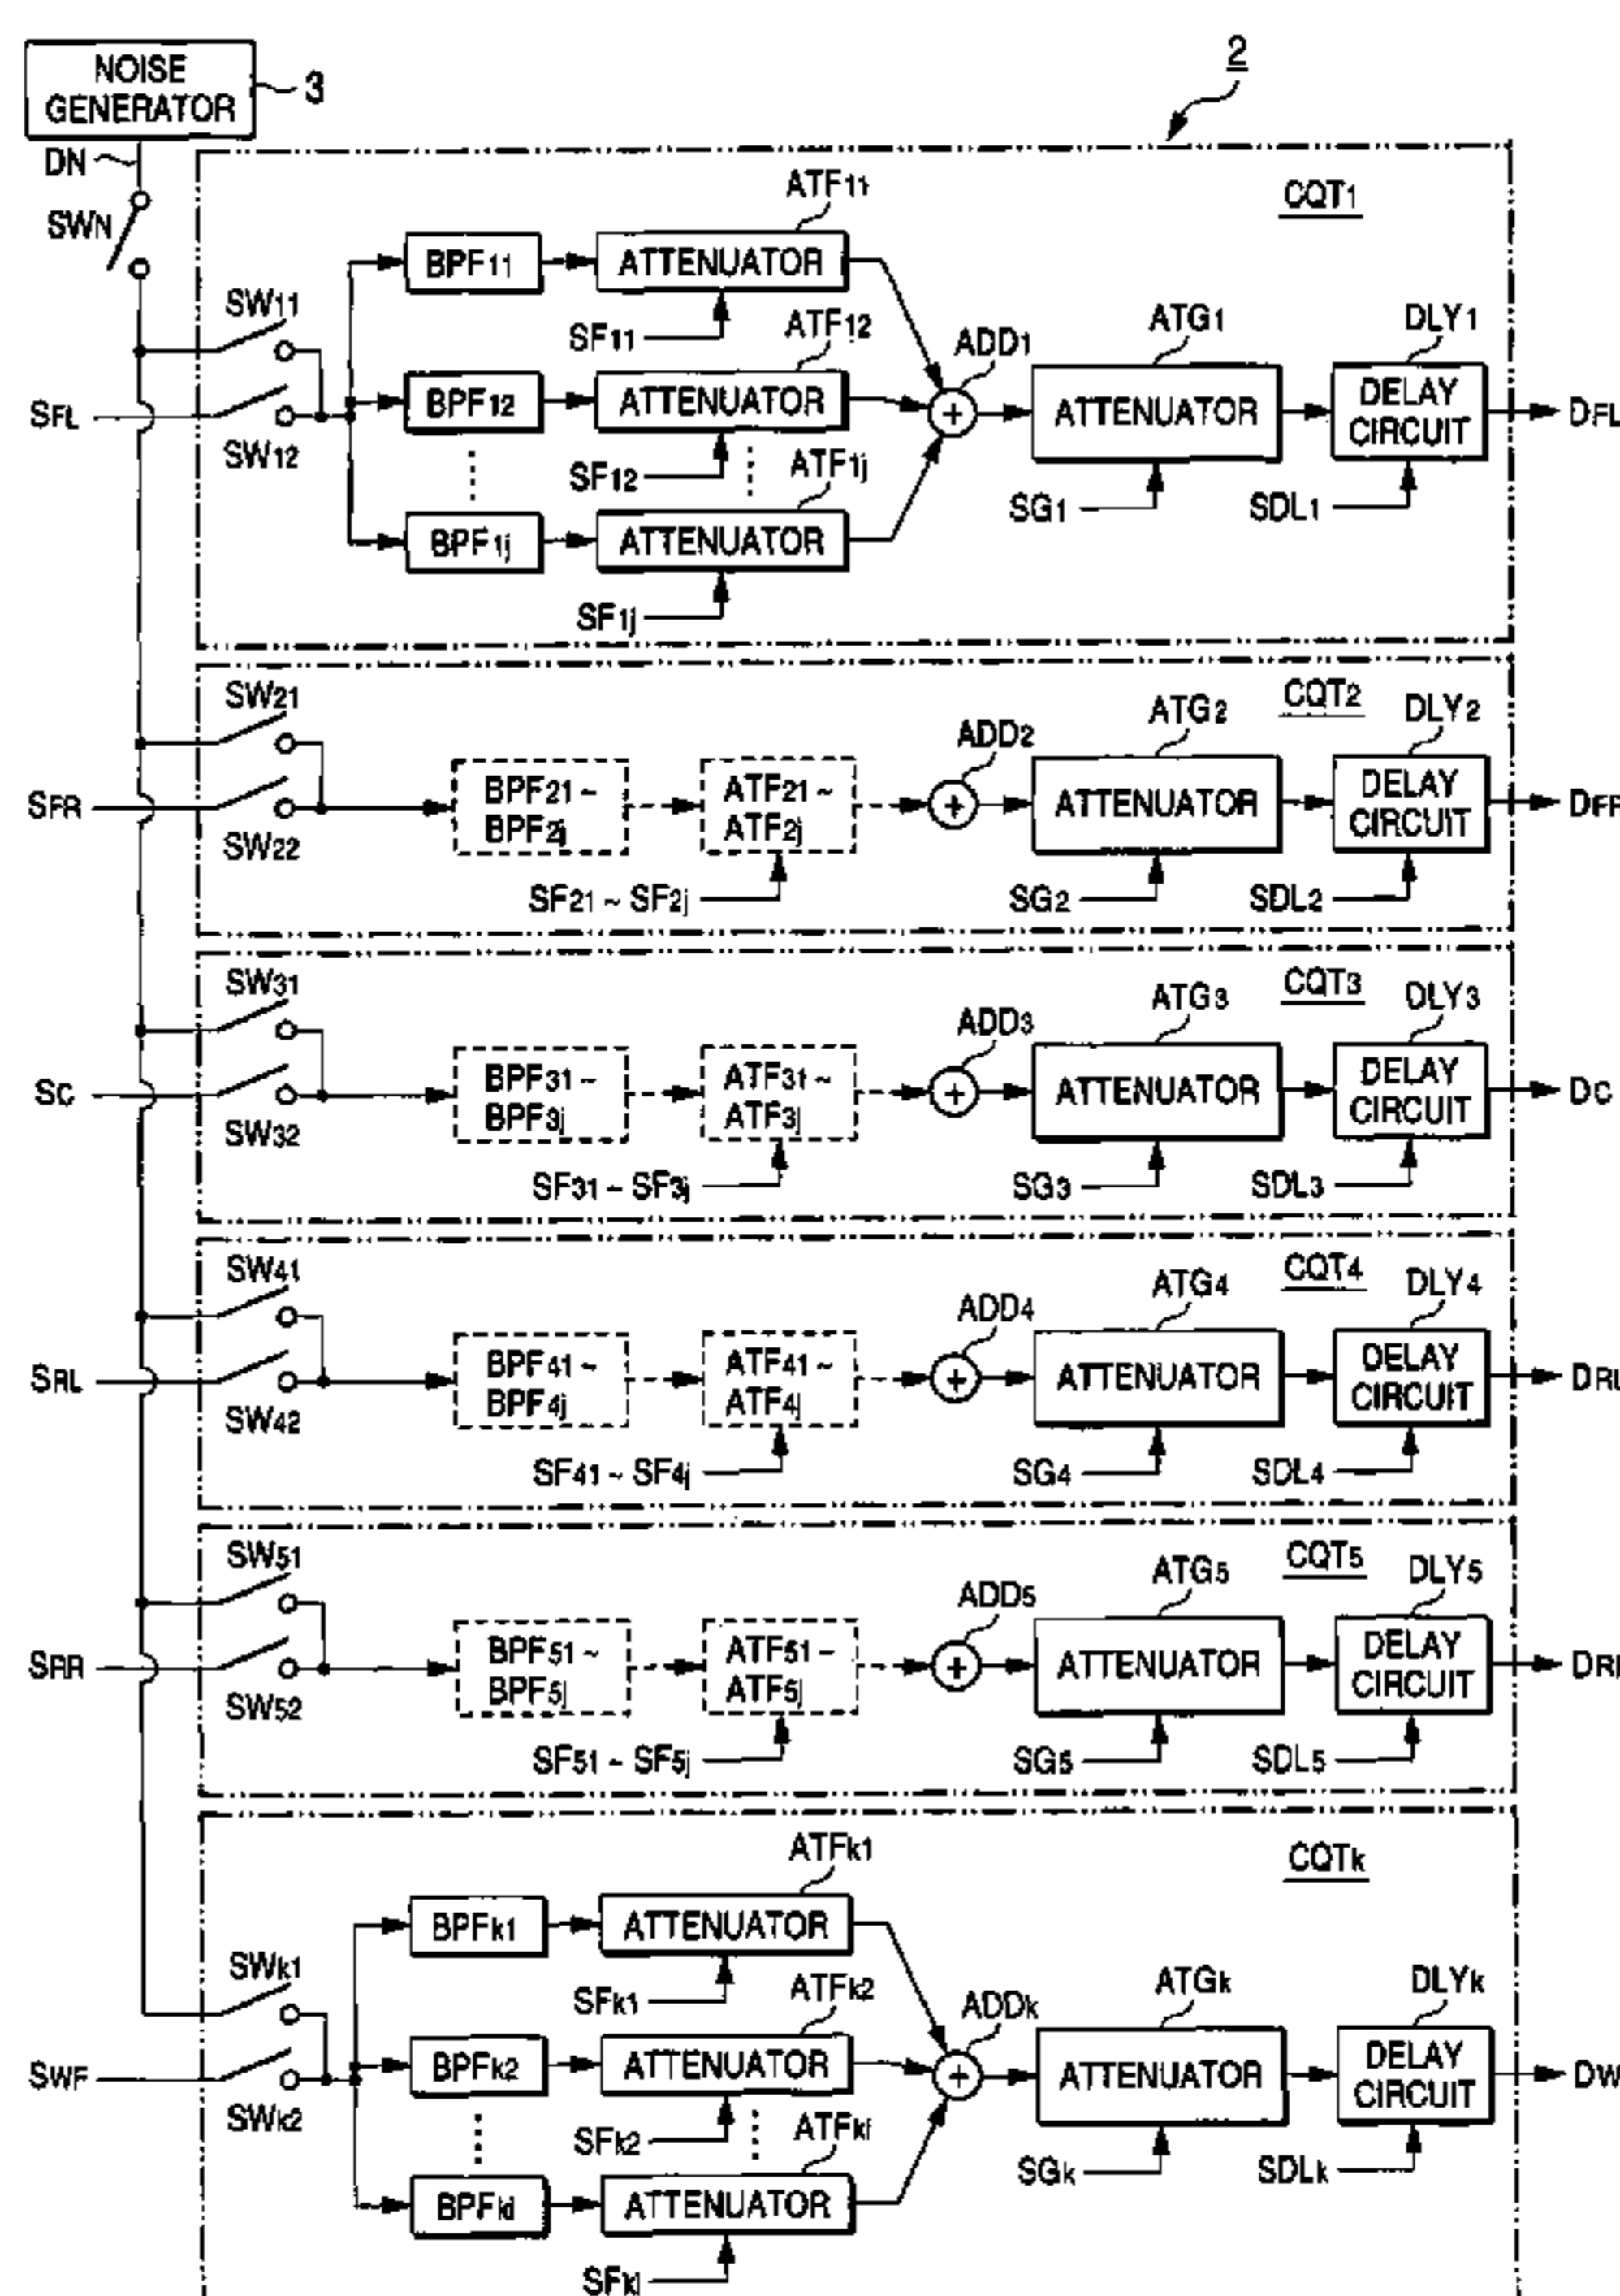 NOISE
GENERATOR
3
2
DN
SWN
CQT1
ATF11
BPF11
ATTENUATOR
SW11
SF11
ATF12
ATG1
DLY1
ADD1
SFL
BPF12
ATTENUATOR
+
ATTENUATOR
DELAY
CIRCUIT
DFL
SW12
SF12
ATF1j
SG1
SDL1
BPF1j
ATTENUATOR
SF1j
SW21
CQT2
ATG2
DLY2
ADD2
SFR
BPF21 ~
BPF2j
ATF21 ~
ATF2j
+
ATTENUATOR
DELAY
CIRCUIT
SW22
SF21 ~ SF2j
SG2
SDL2
SW31
CQT3
ATG3
DLY3
ADD3
SC
BPF31 ~
BPF3j
ATF31 ~
ATF3j
+
ATTENUATOR
DELAY
CIRCUIT
DC
SW32
SF31 ~ SF3j
SG3
SDL3
SW41
CQT4
ATG4
DLY4
ADD4
SRL
BPF41 ~
BPF4j
ATF41 ~
ATF4j
+
ATTENUATOR
DELAY
CIRCUIT
DRL
SW42
SF41 ~ SF4j
SG4
SDL4
SW51
CQT5
ATG5
DLY5
ADD5
SRR
BPF51 ~
BPF5j
ATF51 ~
ATF5j
+
ATTENUATOR
DELAY
CIRCUIT
SW52
SF51 ~ SF5j
SG5
SDL5
CQTk
ATFk1
BPFk1
ATTENUATOR
SWk1
SFk1
ATFk2
ATGk
DLYk
ADDk
SWF
BPFk2
ATTENUATOR
+
ATTENUATOR
DELAY
CIRCUIT
SWk2
SFk2
SGk
SDLk
ATTENUATOR